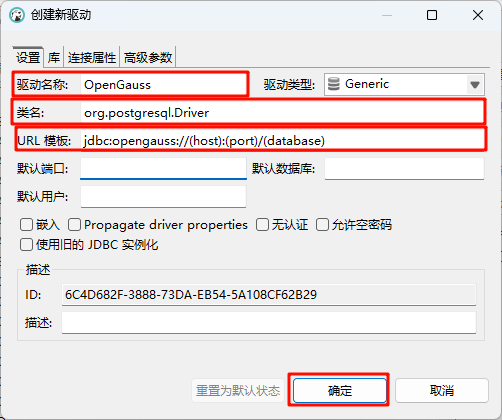 创建新驱动
设置 库 连接属性 高级参数
驱动名称: OpenGauss 驱动类型: Generic
类名: org.postgresql.Driver
URL 模板: jdbc:opengauss://(host):(port)/(database)
默认端口: 默认数据库:
默认用户:
嵌入 Propagate driver properties 无认证 允许空密码
使用旧的 JDBC 实例化
描述
ID: 6C4D682F-3888-73DA-EB54-5A108CF62B29
描述:
重置为默认状态 确定 取消